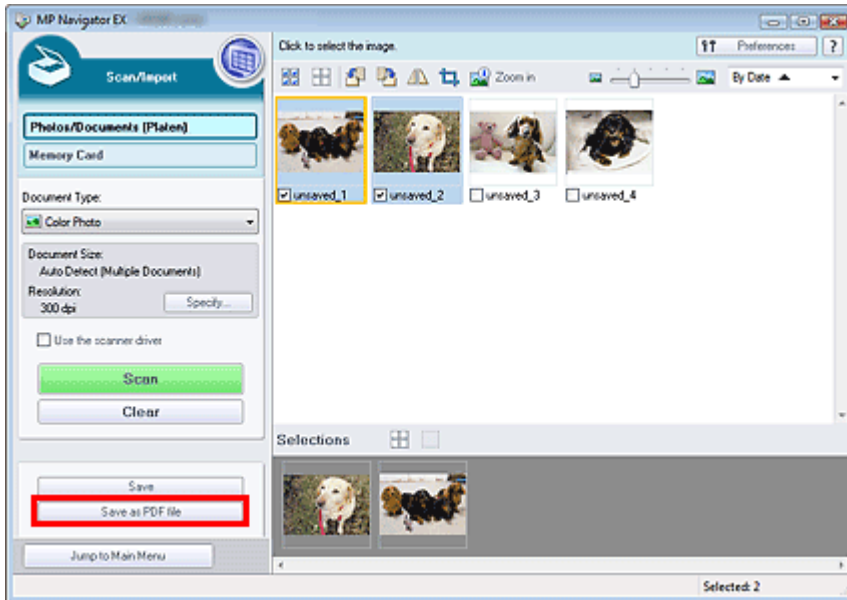 MP Navigator EX
Scan/Import
Photos/Documents (Platen)
Memory Card
Document Type:
Color Photo
Document Size:
Auto Detect (Multiple Documents)
Resolution:
300 dpi
Specify...
Use the scanner driver
Scan
Clear
Save
Save as PDF file
Jump to Main Menu
Click to select the image.
Preferences
?
Zoom in
By Date
unsaved_1
unsaved_2
unsaved_3
unsaved_4
Selections
Selected: 2